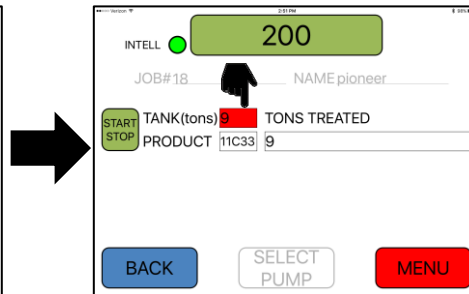 Verizon 2:51 PM
INTELL 200
JOB#18 NAME pioneer
START STOP
TANK(tons) 9 TONS TREATED
PRODUCT 11C33 9
BACK SELECT PUMP MENU